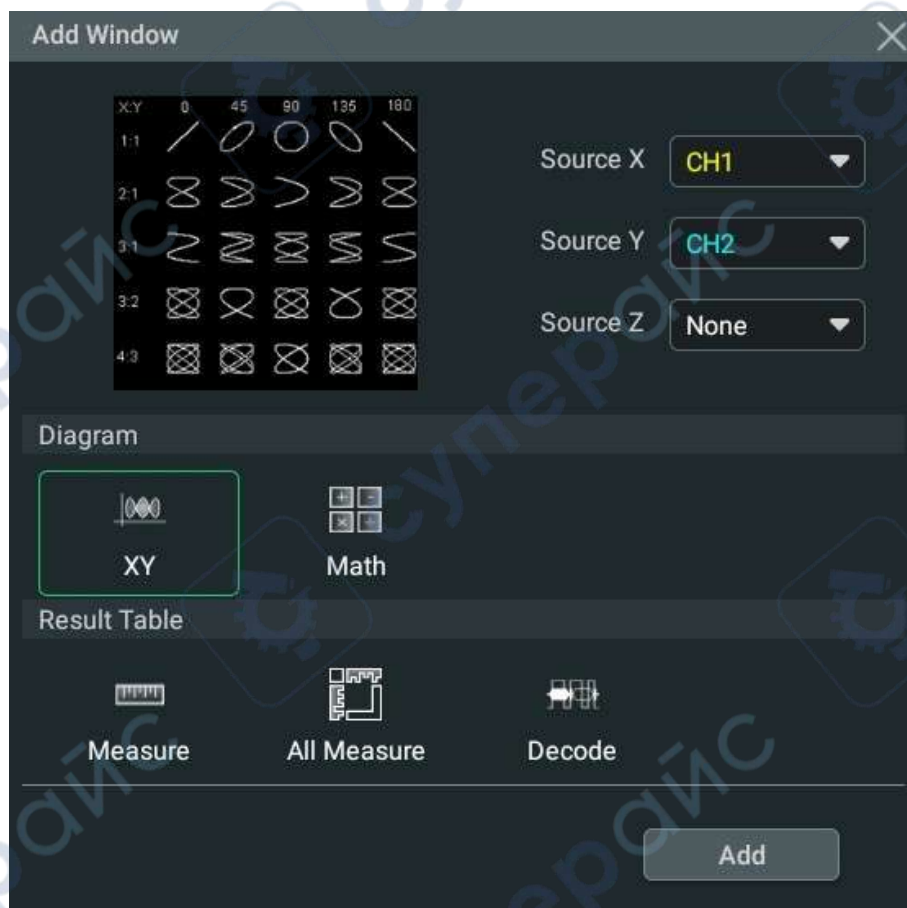 Add Window
X:Y 0 45 90 135 180
1:1
2:1
3:1
3:2
4:3
Source X CH1
Source Y CH2
Source Z None
Diagram
XY Math
Result Table
Measure All Measure Decode
Add
суперайс